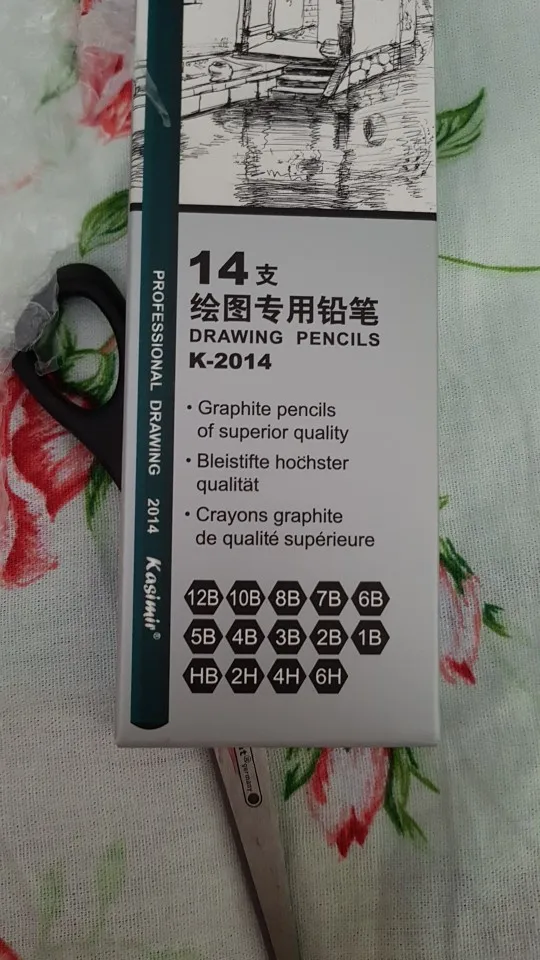 14支
绘图专用铅笔
DRAWING PENCILS
K-2014
• Graphite pencils
of superior quality
• Bleistifte hoċhster
qualität
• Crayons graphite
de qualité supérieure
12B 10B 8B 7B 6B
5B 4B 3B 2B 1B
HB 2H 4H 6H
PROFESSIONAL DRAWING 2014 Kasimir®